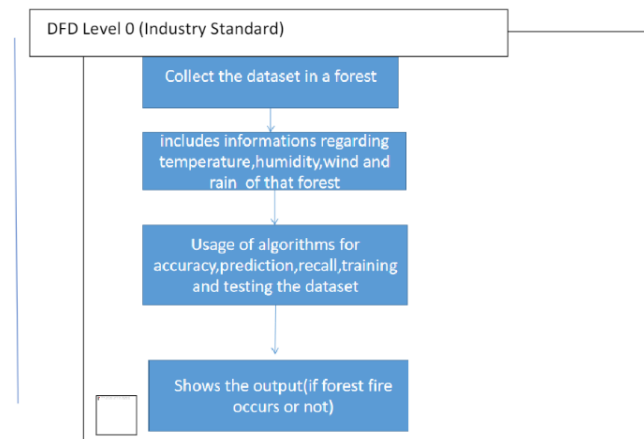 DFD Level 0 (Industry Standard)
Collect the dataset in a forest
includes informations regarding
temperature,humidity,wind and
rain of that forest
Usage of algorithms for
accuracy,prediction,recall,training
and testing the dataset
Shows the output(if forest fire
occurs or not)